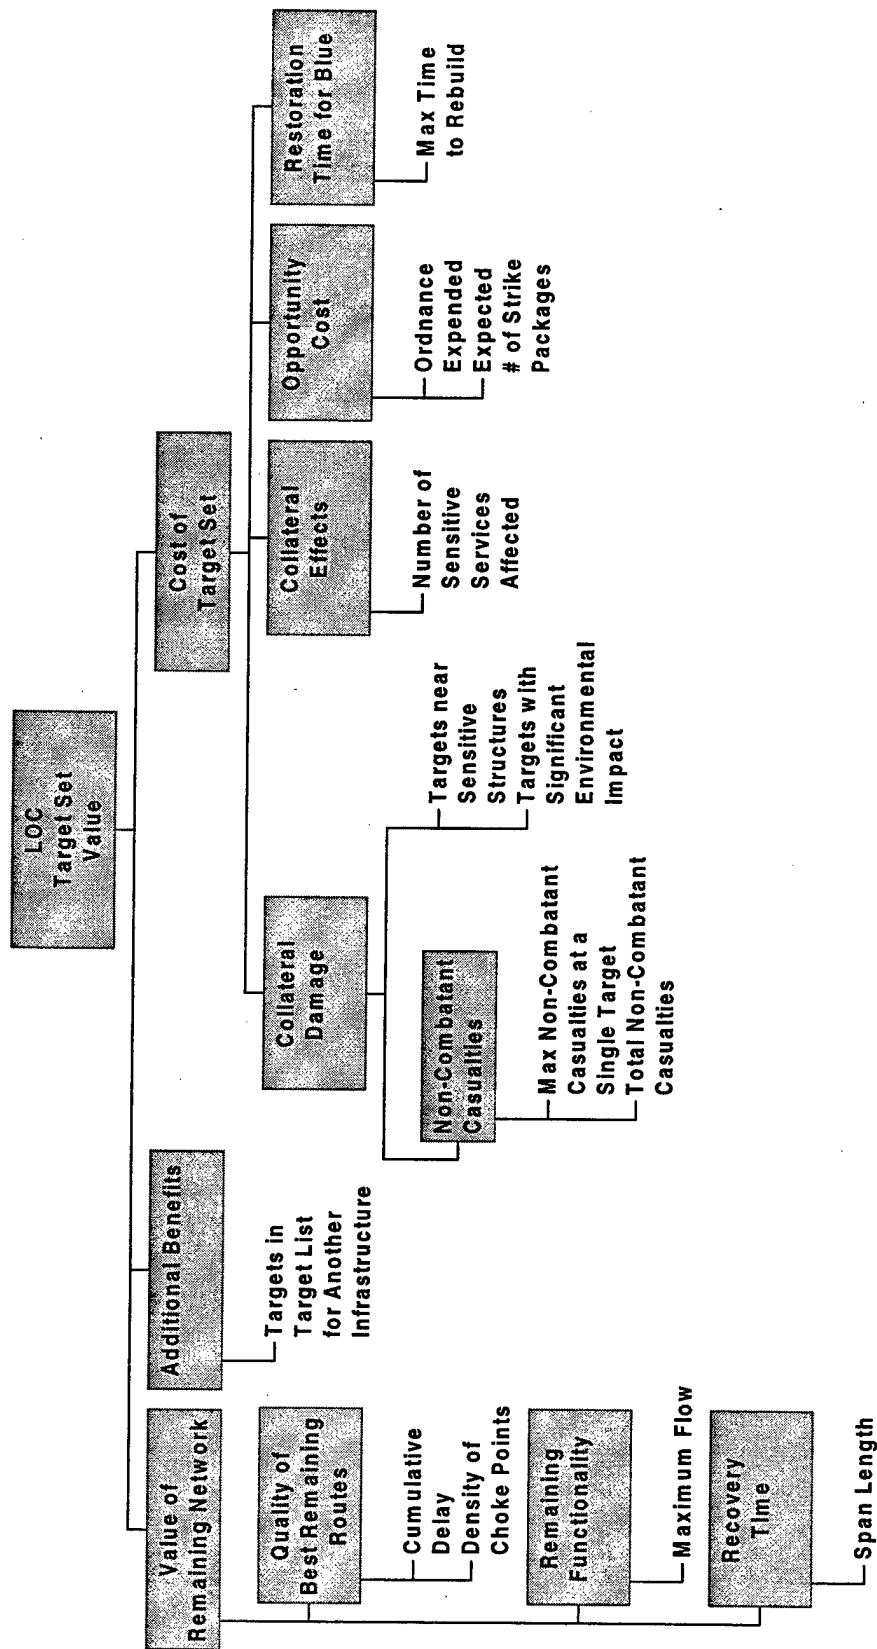 LOC
Target Set
Value
Value of
Remaining Network
Quality of
Best Remaining
Routes
Cumulative
Delay
Density of
Choke Points
Remaining
Functionality
Maximum Flow
Recovery
Time
Span Length
Additional Benefits
Targets in
Target List
for Another
Infrastructure
Cost of
Target Set
Collateral
Damage
Non-Combatant
Casualties
Max Non-Combatant
Casualties at a
Single Target
Total Non-Combatant
Casualties
Targets near
Sensitive
Structures
Targets with
Significant
Environmental
Impact
Collateral
Effects
Number of
Sensitive
Services
Affected
Opportunity
Cost
Ordnance
Expended
Expected
# of Strike
Packages
Restoration
Time for Blue
Max Time
to Rebuild